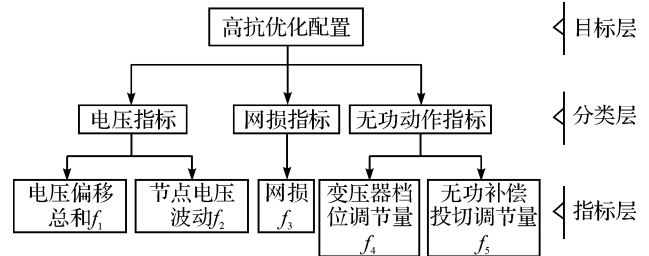 高抗优化配置
目标层
电压指标
网损指标
无功动作指标
分类层
电压偏移
总和f₁
节点电压
波动f₂
网损
f₃
变压器档
位调节量
f₄
无功补偿
投切调节量
f₅
指标层